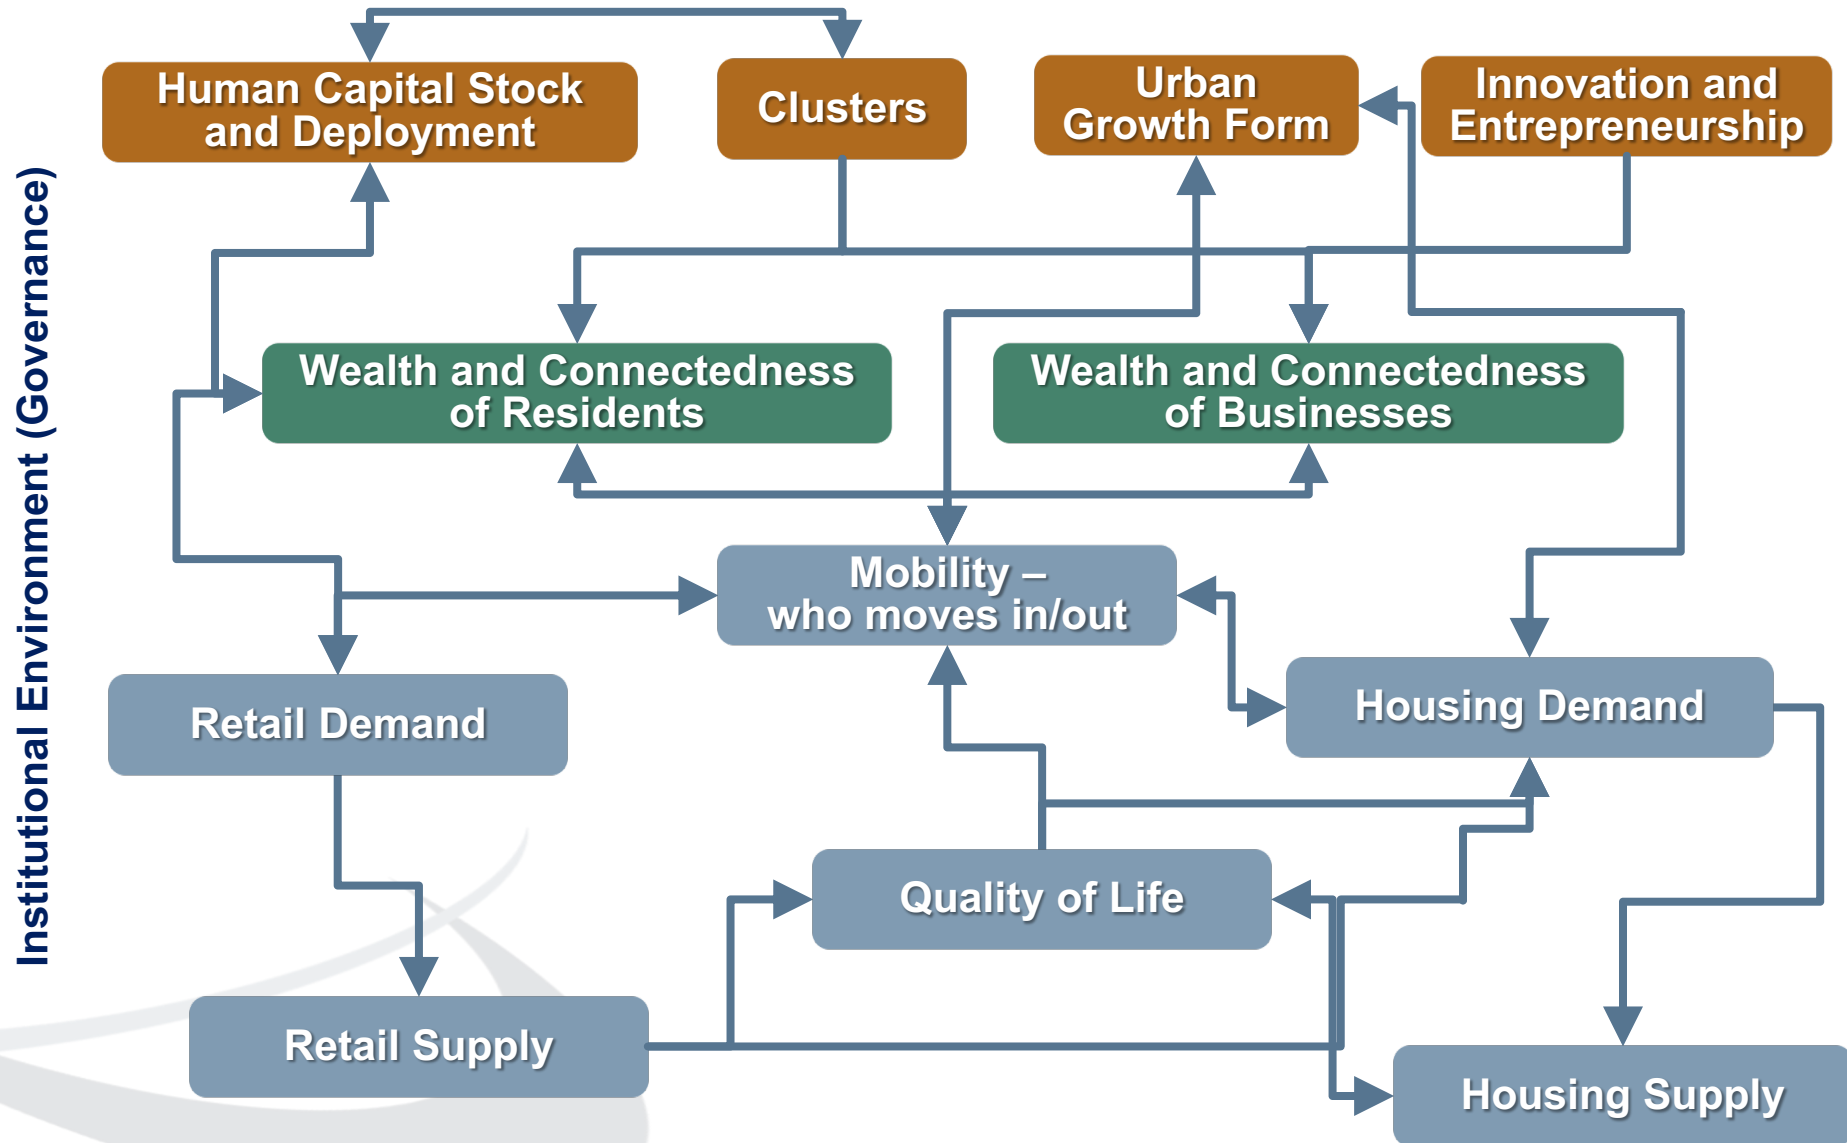 Institutional Environment (Governance)
Human Capital Stock
and Deployment
Clusters
Urban
Growth Form
Innovation and
Entrepreneurship
Wealth and Connectedness
of Residents
Wealth and Connectedness
of Businesses
Mobility –
who moves in/out
Retail Demand
Housing Demand
Quality of Life
Retail Supply
Housing Supply